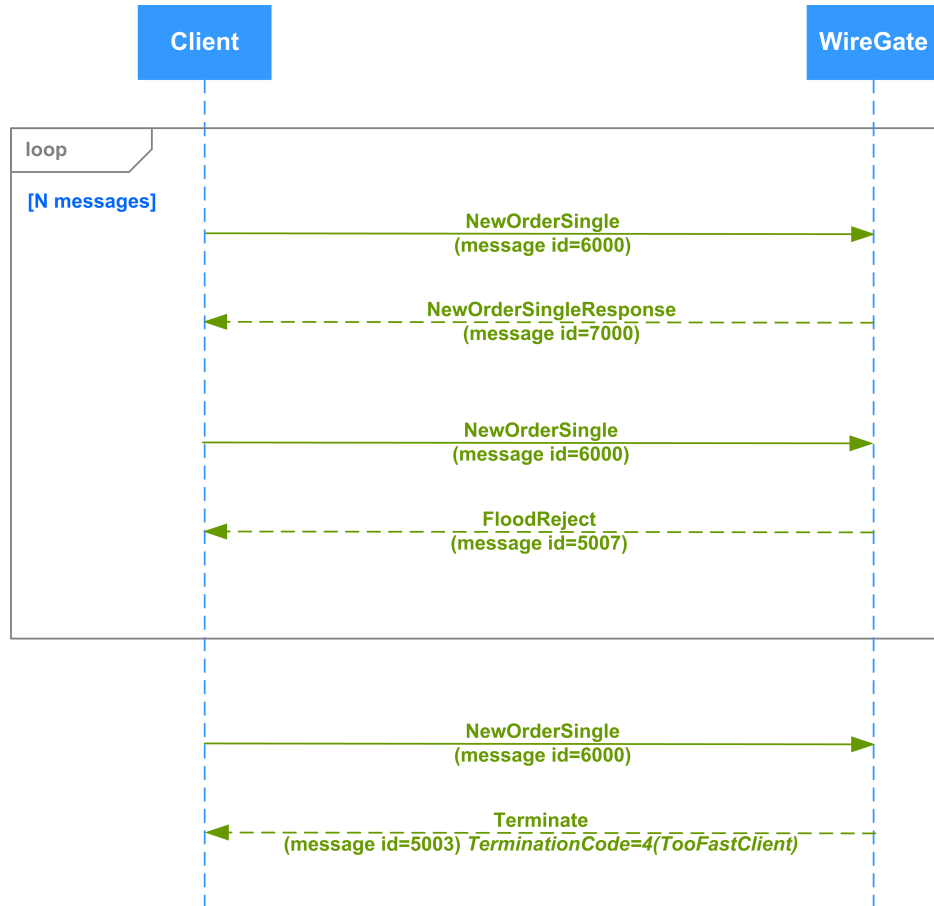 Client
WireGate
loop
[N messages]
NewOrderSingle
(message id=6000)
NewOrderSingleResponse
(message id=7000)
NewOrderSingle
(message id=6000)
FloodReject
(message id=5007)
NewOrderSingle
(message id=6000)
Terminate
(message id=5003) TerminationCode=4(TooFastClient)